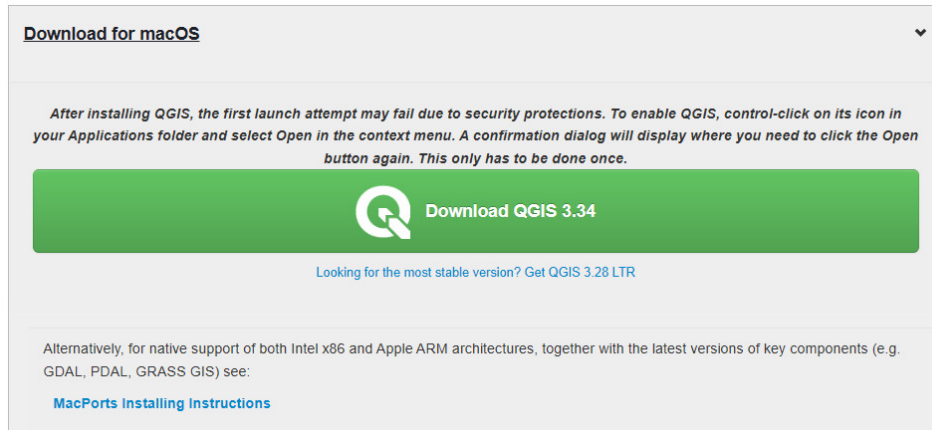 Download for macOS
After installing QGIS, the first launch attempt may fail due to security protections. To enable QGIS, control-click on its icon in
your Applications folder and select Open in the context menu. A confirmation dialog will display where you need to click the Open
button again. This only has to be done once.
Download QGIS 3.34
Looking for the most stable version? Get QGIS 3.28 LTR
Alternatively, for native support of both Intel x86 and Apple ARM architectures, together with the latest versions of key components (e.g.
GDAL, PDAL, GRASS GIS) see:
MacPorts Installing Instructions